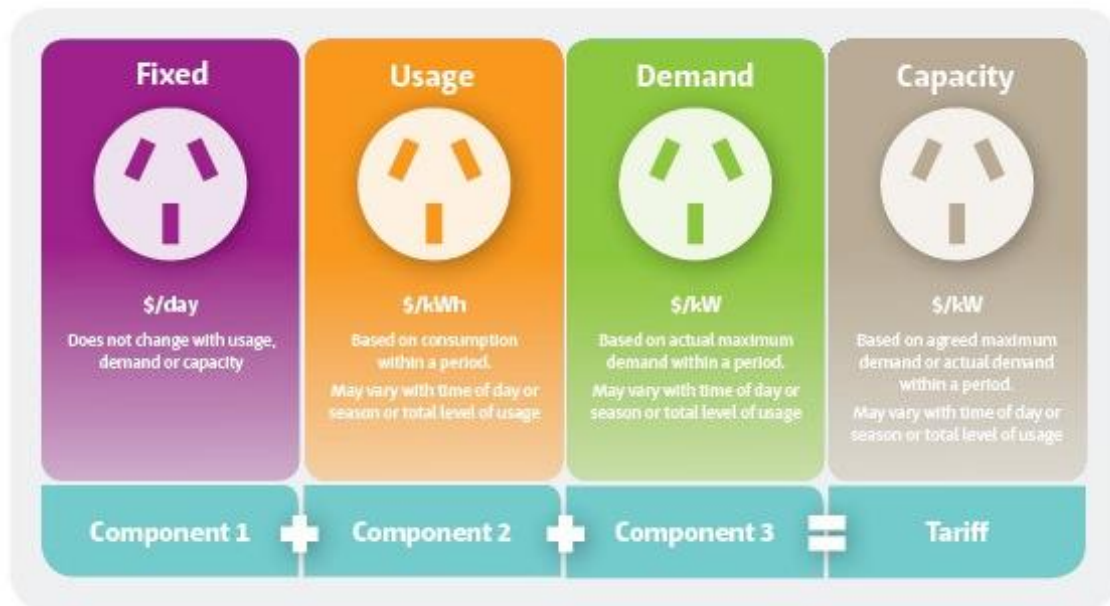 Fixed
$/day
Does not change with usage,
demand or capacity
Usage
$/kWh
Based on consumption
within a period.
May vary with time of day or
season or total level of usage
Demand
$/kW
Based on actual maximum
demand within a period.
May vary with time of day or
season or total level of usage
Capacity
$/kW
Based on agreed maximum
demand or actual demand
within a period.
May vary with time of day or
season or total level of usage
Component 1 + Component 2 + Component 3 = Tariff